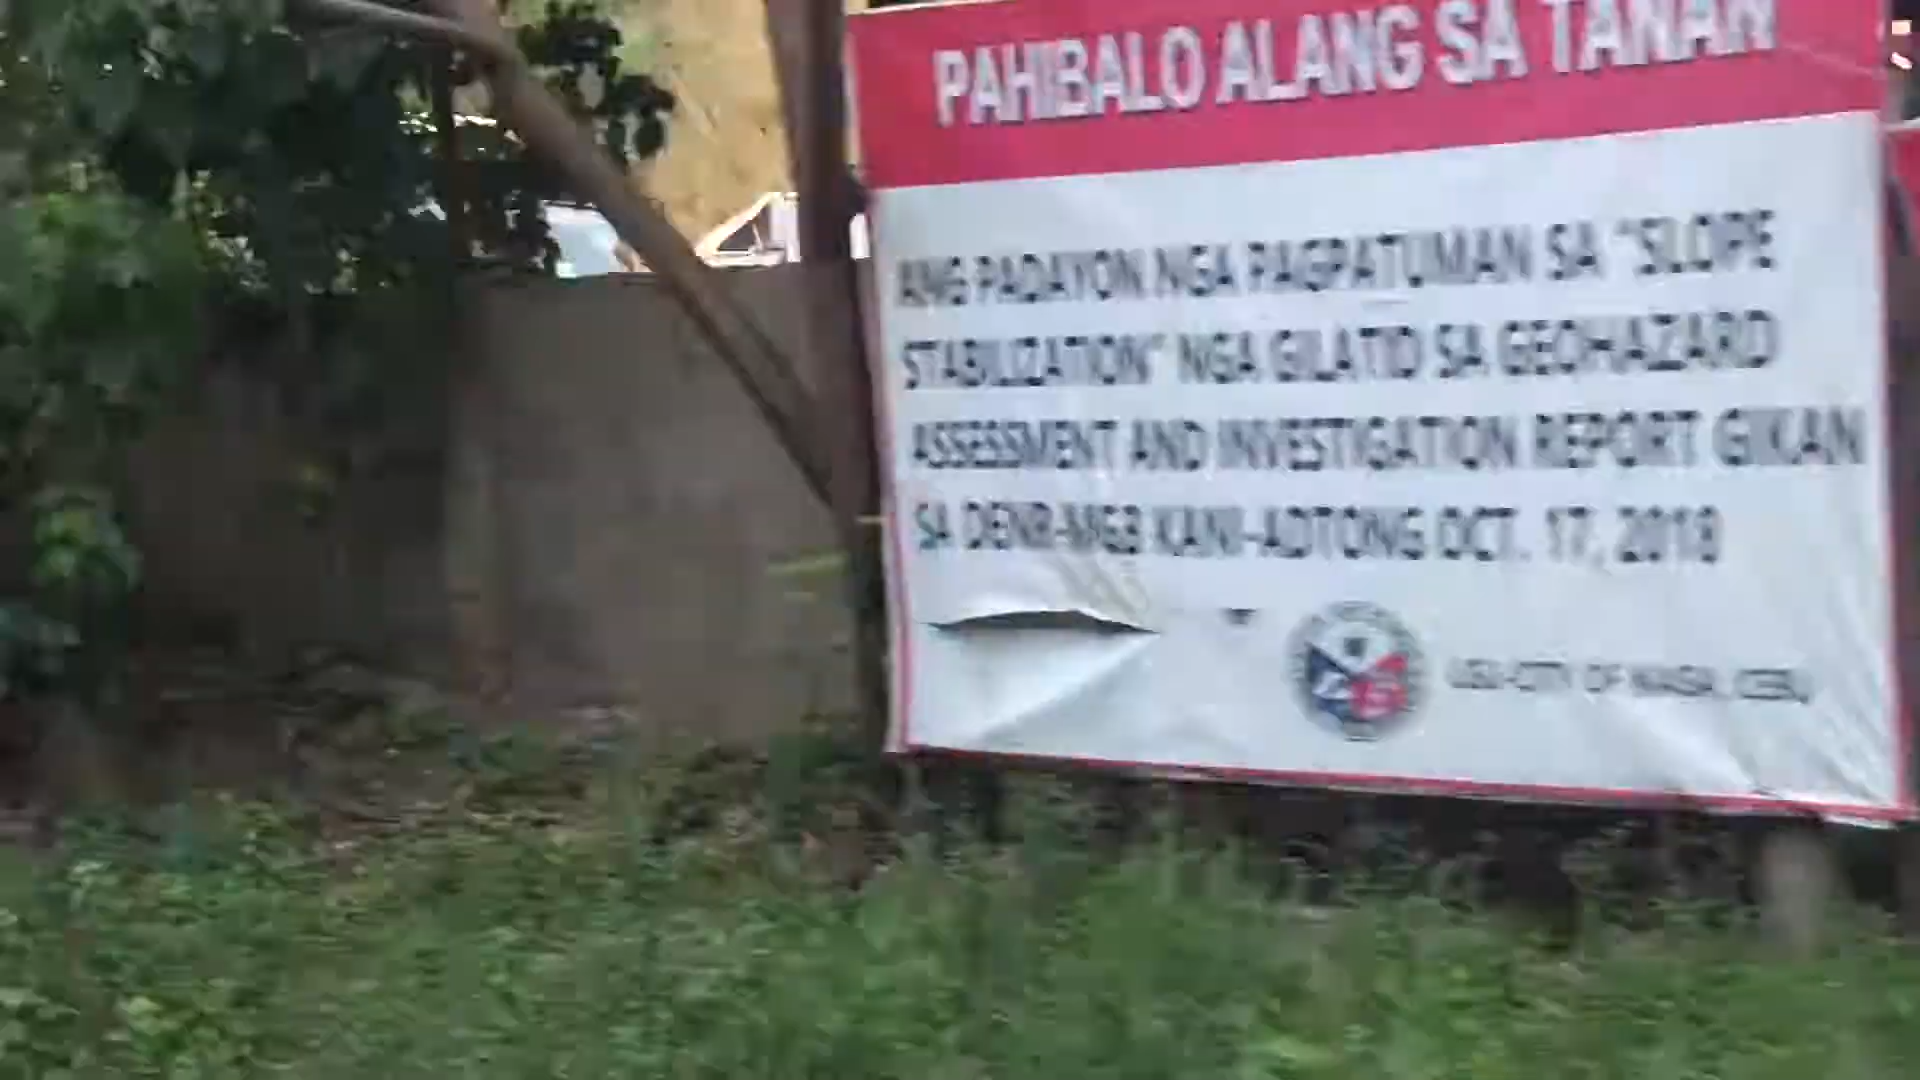 PAHIBALO ALANG SA TANAN
ANG PADAYON NGA PAGPATUMAN SA "SLOPE
STABILIZATION" NGA GILATID SA GEOHAZARD
ASSESSMENT AND INVESTIGATION REPORT GIKAN
SA DENR-MGB KANI-ADTONG OCT. 17, 2018
LGU-CITY OF NAGA, CEBU